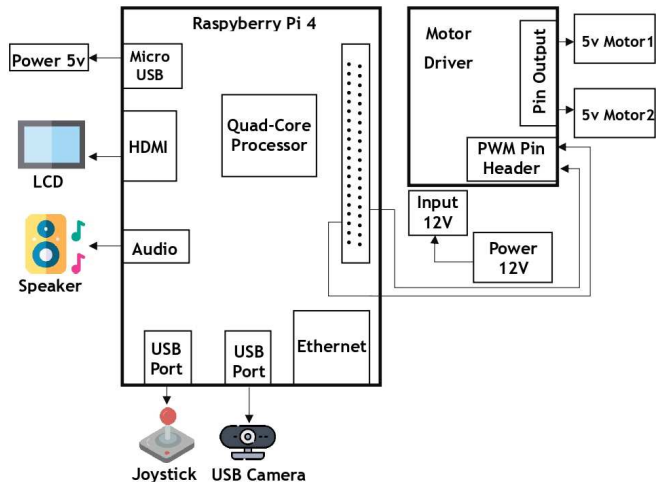 Raspyberry Pi 4
Power 5v
Micro
USB
Quad-Core
Processor
HDMI
LCD
Audio
Speaker
USB
Port
USB
Port
Ethernet
Joystick
USB Camera
Motor
Driver
Pin Output
5v Motor1
5v Motor2
PWM Pin
Header
Input
12V
Power
12V